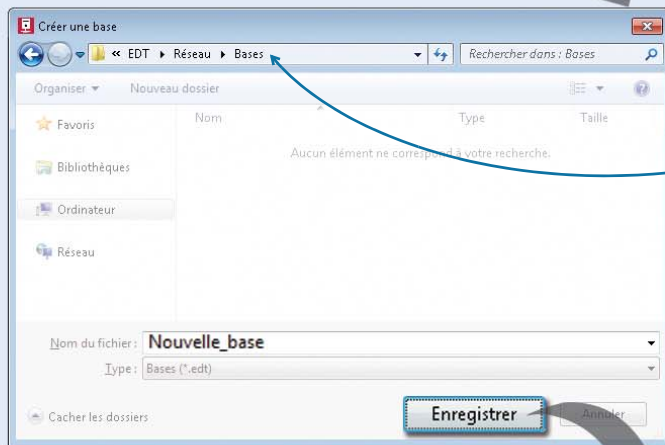 Créer une base
« EDT ▸ Réseau ▸ Bases
Rechercher dans : Bases
Organiser
Nouveau dossier
Nom
Type
Taille
Aucun élément ne correspond à votre recherche.
Favoris
Bibliothèques
Ordinateur
Réseau
Nom du fichier : Nouvelle_base
Type : Bases (*.edt)
Cacher les dossiers
Enregistrer
Annuler